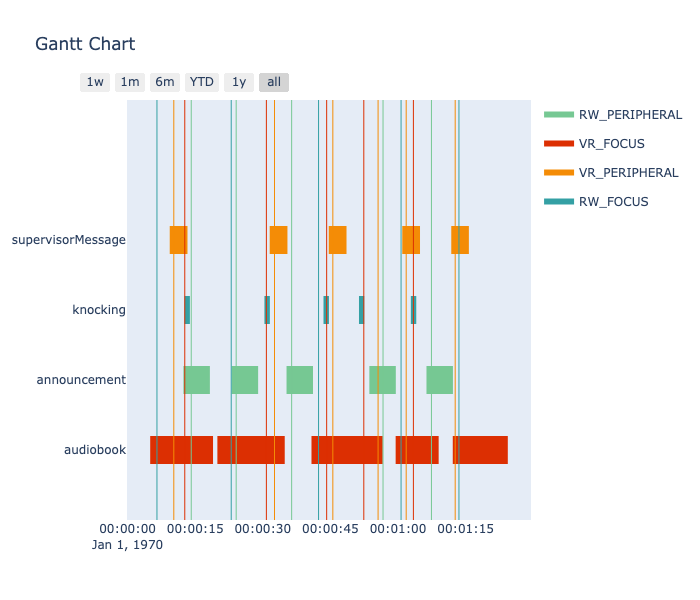 Gantt Chart
1w 1m 6m YTD 1y all
RW_PERIPHERAL
VR_FOCUS
VR_PERIPHERAL
RW_FOCUS
supervisorMessage
knocking
announcement
audiobook
00:00:00 00:00:15 00:00:30 00:00:45 00:01:00 00:01:15
Jan 1, 1970